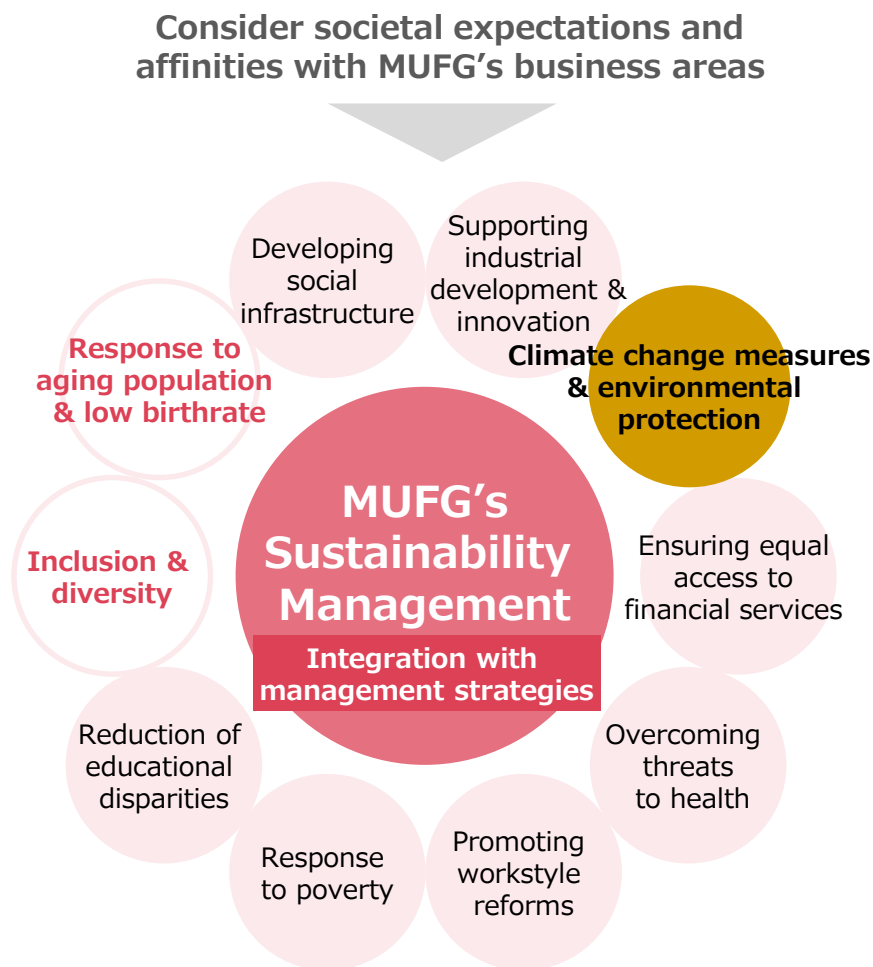 Consider societal expectations and
affinities with MUFG's business areas
Developing
social
infrastructure
Supporting
industrial
development &
innovation
Climate change measures
& environmental
protection
Ensuring equal
access to
financial services
Overcoming
threats
to health
Promoting
workstyle
reforms
Response
to poverty
Reduction of
educational
disparities
Inclusion &
diversity
Response to
aging population
& low birthrate
MUFG's
Sustainability
Management
Integration with
management strategies